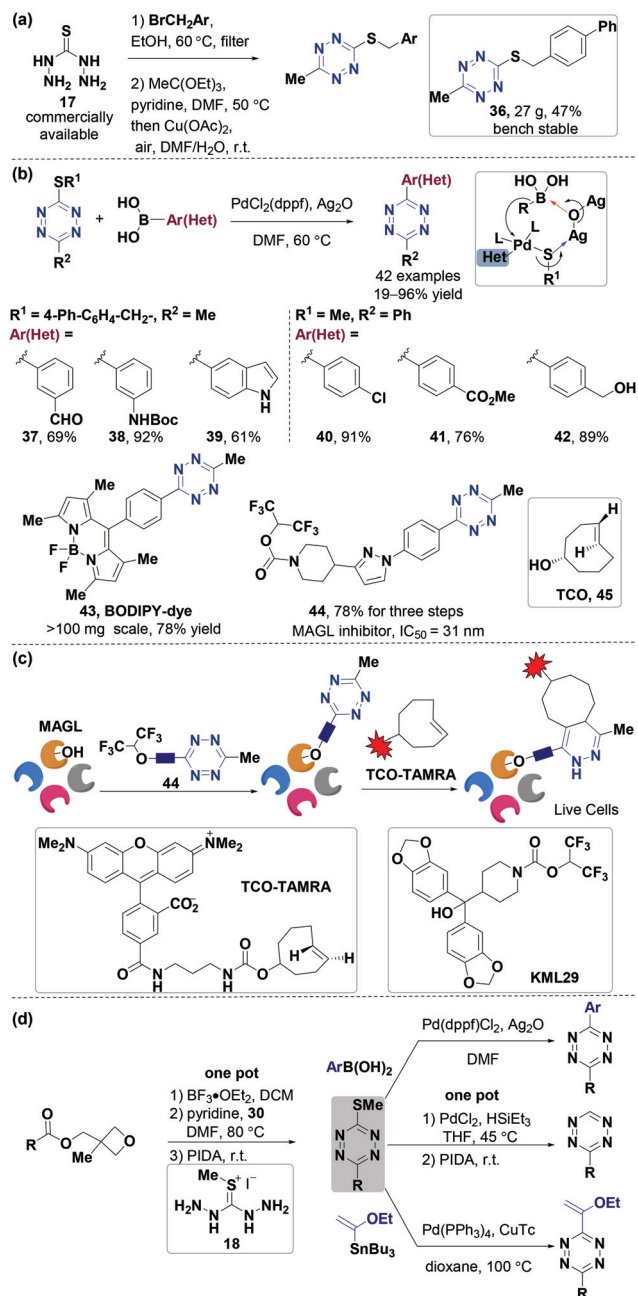 (a)
S
NH HN
NH2 H2N
17
commercially
available
1) BrCH2Ar,
EtOH, 60 °C, filter
2) MeC(OEt)3,
pyridine, DMF, 50 °C
then Cu(OAc)2,
air, DMF/H2O, r.t.
N N S Ar
Me N N
Ph
N N S
Me N N
36, 27 g, 47%
bench stable
(b)
SR1
N N
N N
R2
+
HO
B Ar(Het)
HO
PdCl2(dppf), Ag2O
DMF, 60 °C
Ar(Het)
N N
N N
R2
42 examples
19–96% yield
HO OH
B Ag
R O
L L Ag
Pd S
Het R1
R1 = 4-Ph-C6H4-CH2-, R2 = Me
Ar(Het) =
R1 = Me, R2 = Ph
Ar(Het) =
CHO
37, 69%
NHBoc
38, 92%
N
H
39, 61%
Cl
40, 91%
CO2Me
41, 76%
OH
42, 89%
N N Me
N N
Me Me
N
F B
F N
Me Me
43, BODIPY-dye
>100 mg scale, 78% yield
CF3
F3C
O
O N
N N
N N Me
N N
44, 78% for three steps
MAGL inhibitor, IC50 = 31 nm
H
H
HO
TCO, 45
(c)
MAGL
OH
CF3
F3C O
N N
N N Me
44
Me
N N
N N
O
TCO-TAMRA
Me
N
N
H
O
Live Cells
Me2N O NMe2
+
CO2−
TCO-TAMRA
O N H
N H
O
O
H
H
KML29
O
O
O
N O CF3
CF3
HO
O
O
(d)
O
R O
Me
O
one pot
1) BF3•OEt2, DCM
2) pyridine, 30
DMF, 80 °C
3) PIDA, r.t.
Me S+ I−
H2N NH2
N N
H H
18
ArB(OH)2
SMe
N N
N N
R
OEt
SnBu3
Pd(dppf)Cl2, Ag2O
DMF
Ar
N N
N N
R
one pot
1) PdCl2, HSiEt3
THF, 45 °C
2) PIDA, r.t.
N N
N N
R
Pd(PPh3)4, CuTc
dioxane, 100 °C
OEt
N N
N N
R